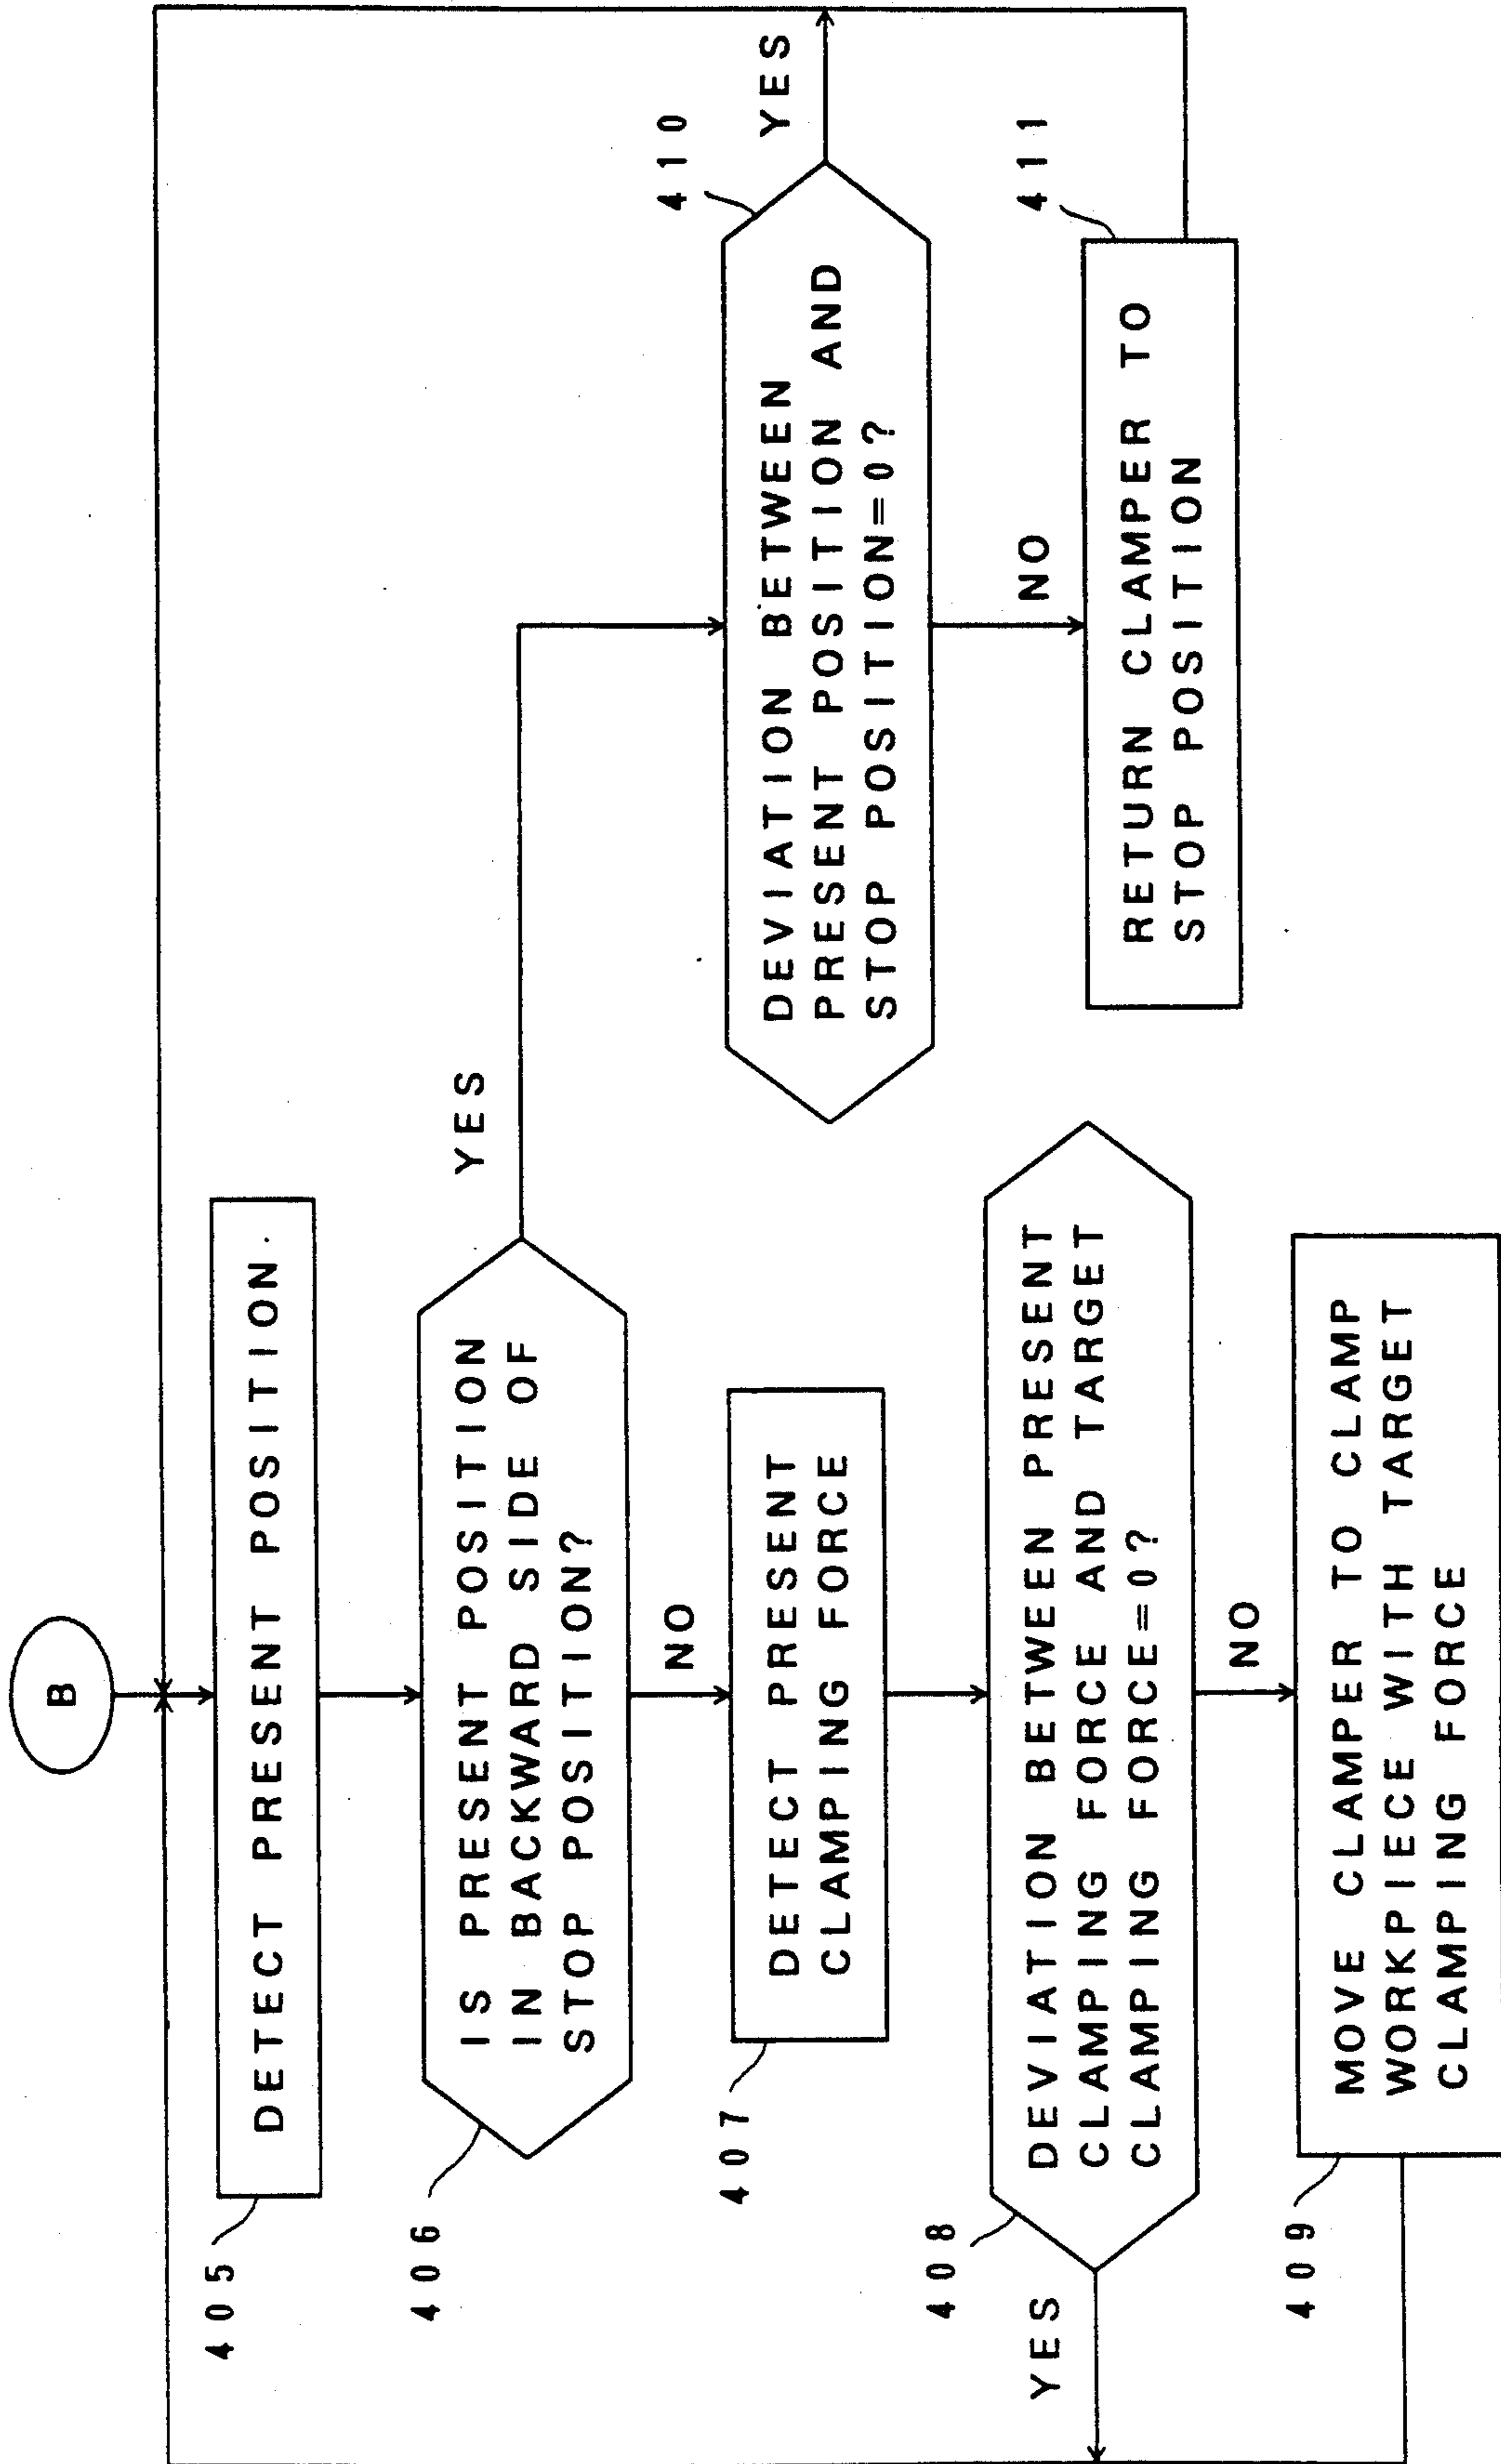 B
405
DETECT PRESENT POSITION
406
IS PRESENT POSITION
IN BACKWARD SIDE OF
STOP POSITION?
YES
NO
407
DETECT PRESENT
CLAMPING FORCE
408
DEVIATION BETWEEN PRESENT
CLAMPING FORCE AND TARGET
CLAMPING FORCE=0?
YES
NO
409
MOVE CLAMPER TO CLAMP
WORKPIECE WITH TARGET
CLAMPING FORCE
410
DEVIATION BETWEEN
PRESENT POSITION AND
STOP POSITION=0?
YES
NO
411
RETURN CLAMPER TO
STOP POSITION